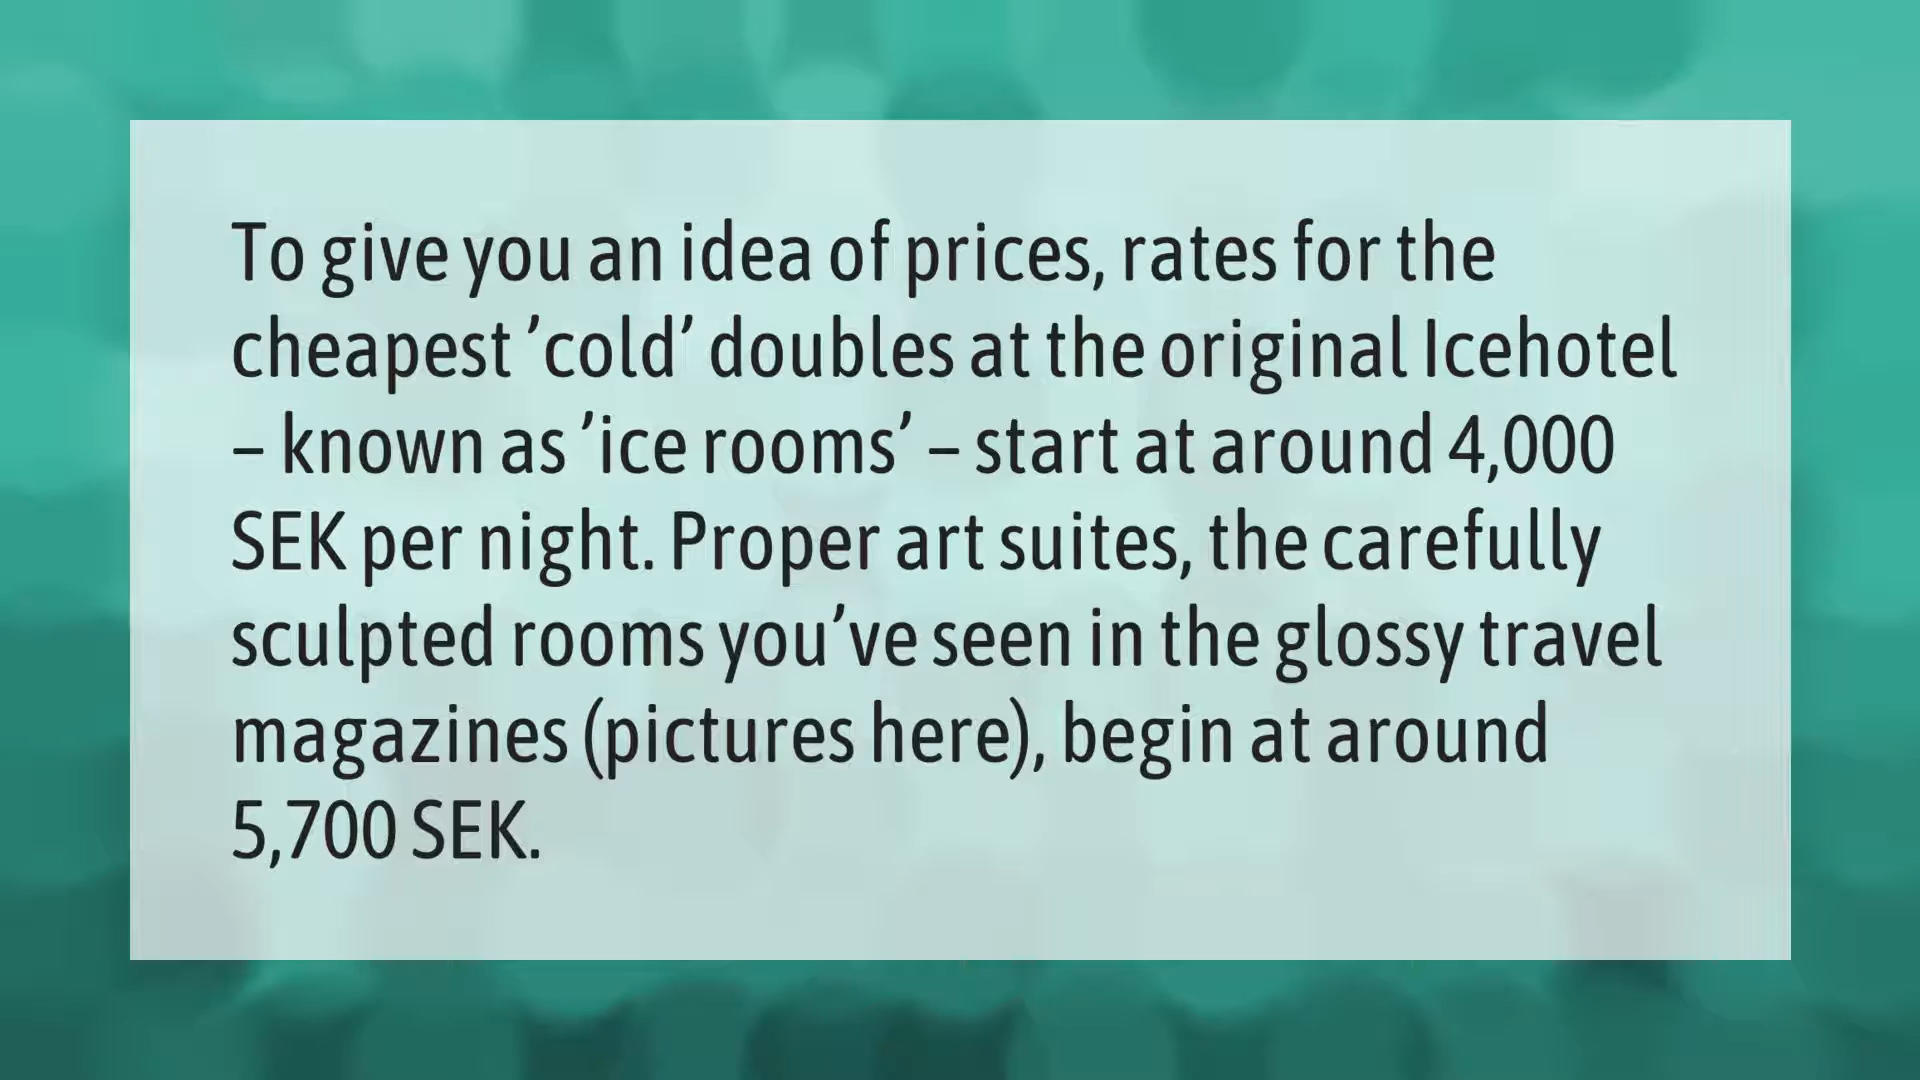 To give you an idea of prices, rates for the
cheapest ’cold’ doubles at the original Icehotel
– known as ’ice rooms’ – start at around 4,000
SEK per night. Proper art suites, the carefully
sculpted rooms you’ve seen in the glossy travel
magazines (pictures here), begin at around
5,700 SEK.